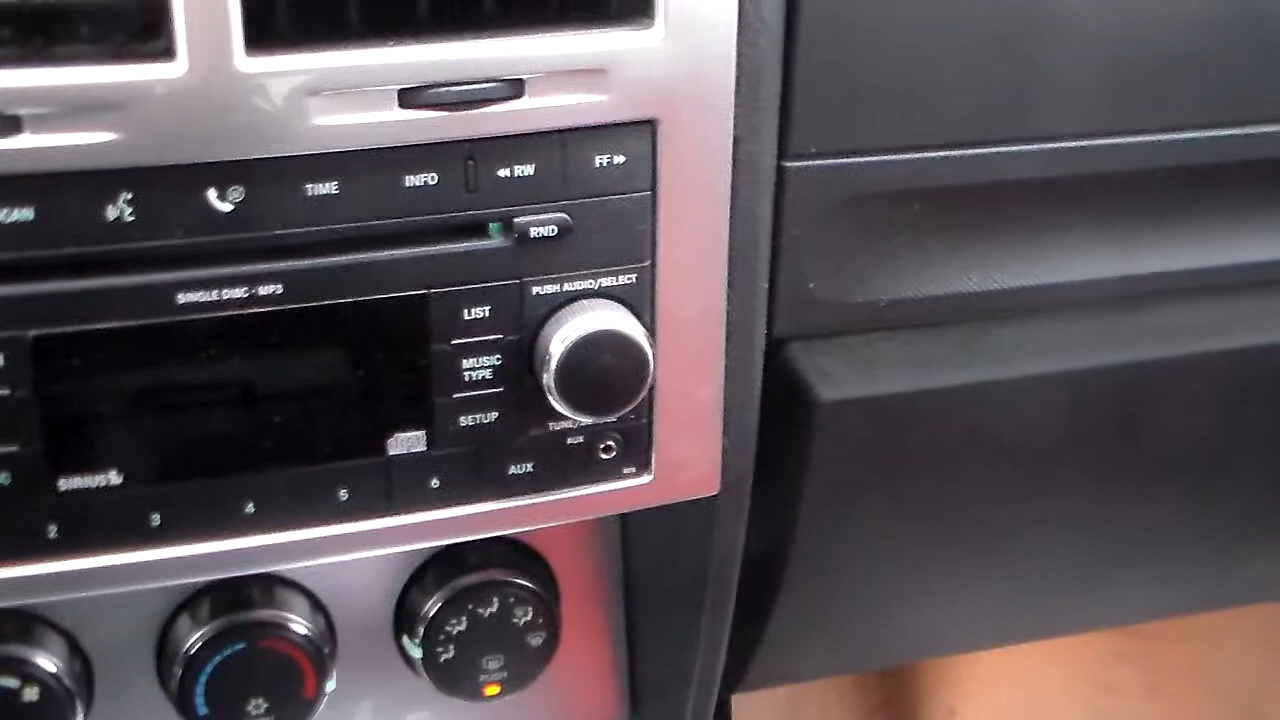 TIME
INFO
RW
FF
RND
SINGLE DISC · MP3
PUSH AUDIO/SELECT
LIST
MUSIC
TYPE
SETUP
AUX
SIRIUS
AUX
2
3
4
5
6
PUSH